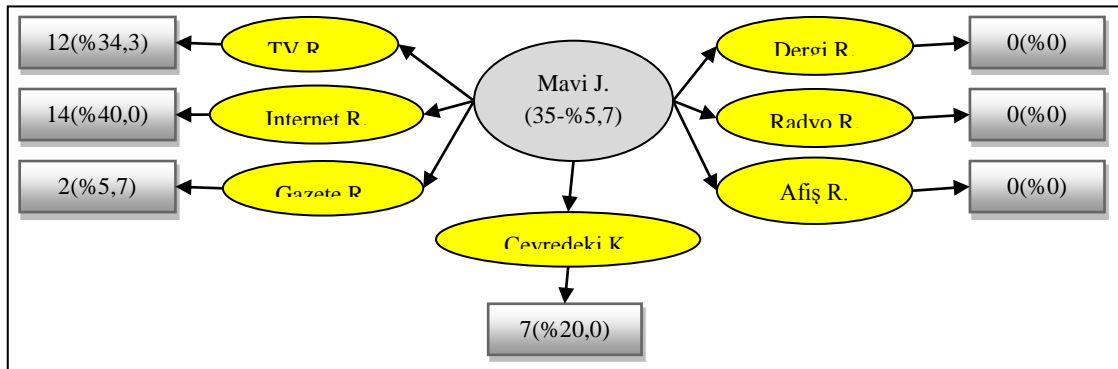 12(%34,3)
TV R.
Mavi J.
(35-%5,7)
Dergi R.
0(%0)
14(%40,0)
Internet R.
Radyo R.
0(%0)
2(%5,7)
Gazete R.
Afiş R.
0(%0)
Çevredeki K.
7(%20,0)